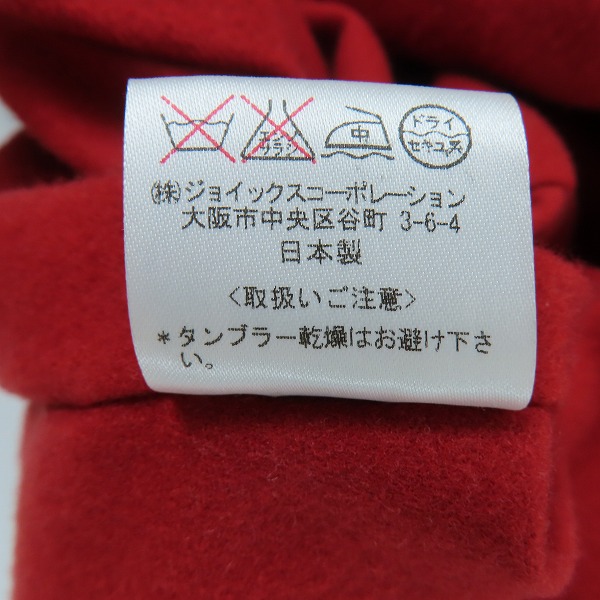 エンソサラシ 中 ドライ
セキユ系
㈱ジョイックスコーポレーション
大阪市中央区谷町 3-6-4
日本製
〈取扱いご注意〉
*タンブラー乾燥はお避け下さ
い。